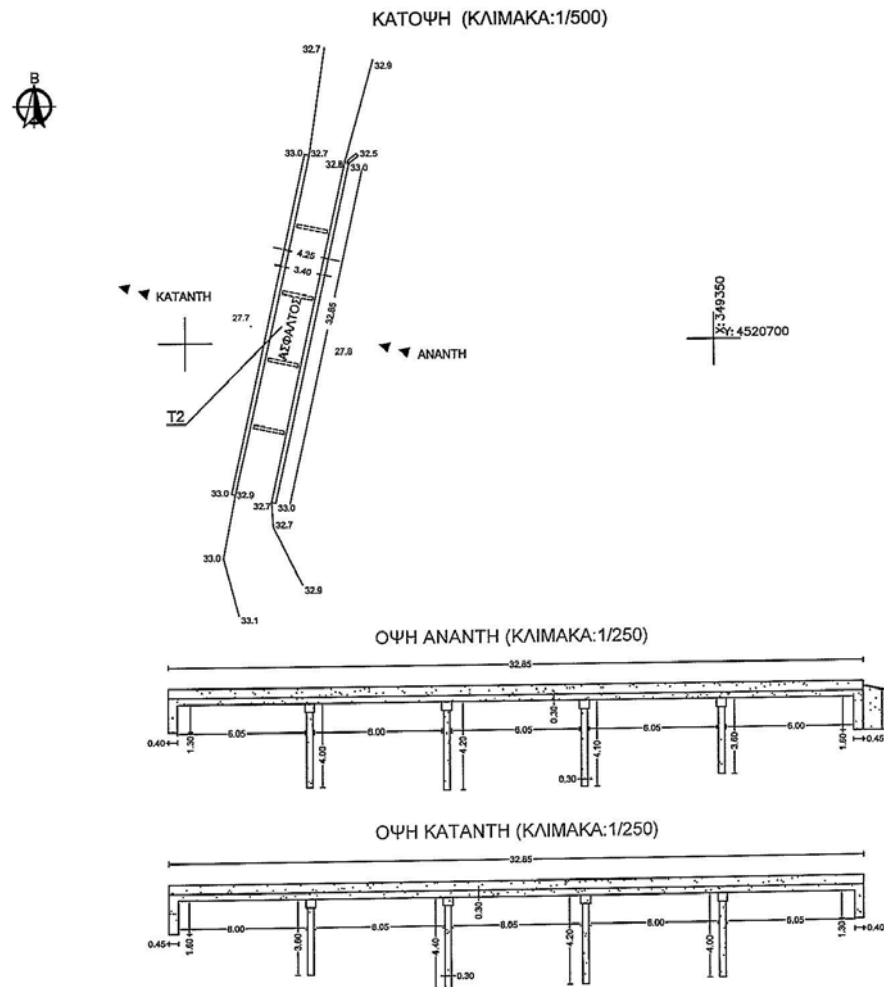 ΚΑΤΟΨΗ (ΚΛΙΜΑΚΑ:1/500)
32.7
32.9
B
33.0 32.7
32.8
32.5
33.0
4.25
3.40
ΚΑΤΑΝΤΗ
27.7
ΑΣΦΑΛΤΟΣ
32.85
27.8
ΑΝΑΝΤΗ
X: 349350
Y: 4520700
T2
33.0 32.9
32.7 33.0
32.7
33.0
32.9
33.1
ΟΨΗ ΑΝΑΝΤΗ (ΚΛΙΜΑΚΑ:1/250)
32.85
0.30
6.05 6.00 6.05 6.05 6.00
0.40 1.30 4.00 4.20 0.30 4.10 3.60 1.60 0.45
ΟΨΗ ΚΑΤΑΝΤΗ (ΚΛΙΜΑΚΑ:1/250)
32.85
0.30
6.00 6.05 6.05 6.00 6.05
0.45 1.60 3.60 4.40 0.30 4.20 4.00 1.30 0.40